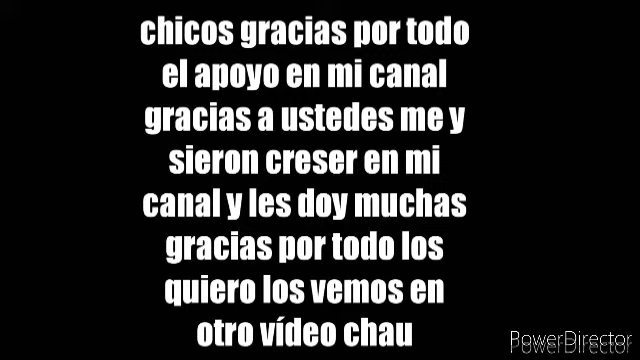 chicos gracias por todo
el apoyo en mi canal
gracias a ustedes me y
sieron creser en mi
canal y les doy muchas
gracias por todo los
quiero los vemos en
otro vídeo chau
PowerDirector